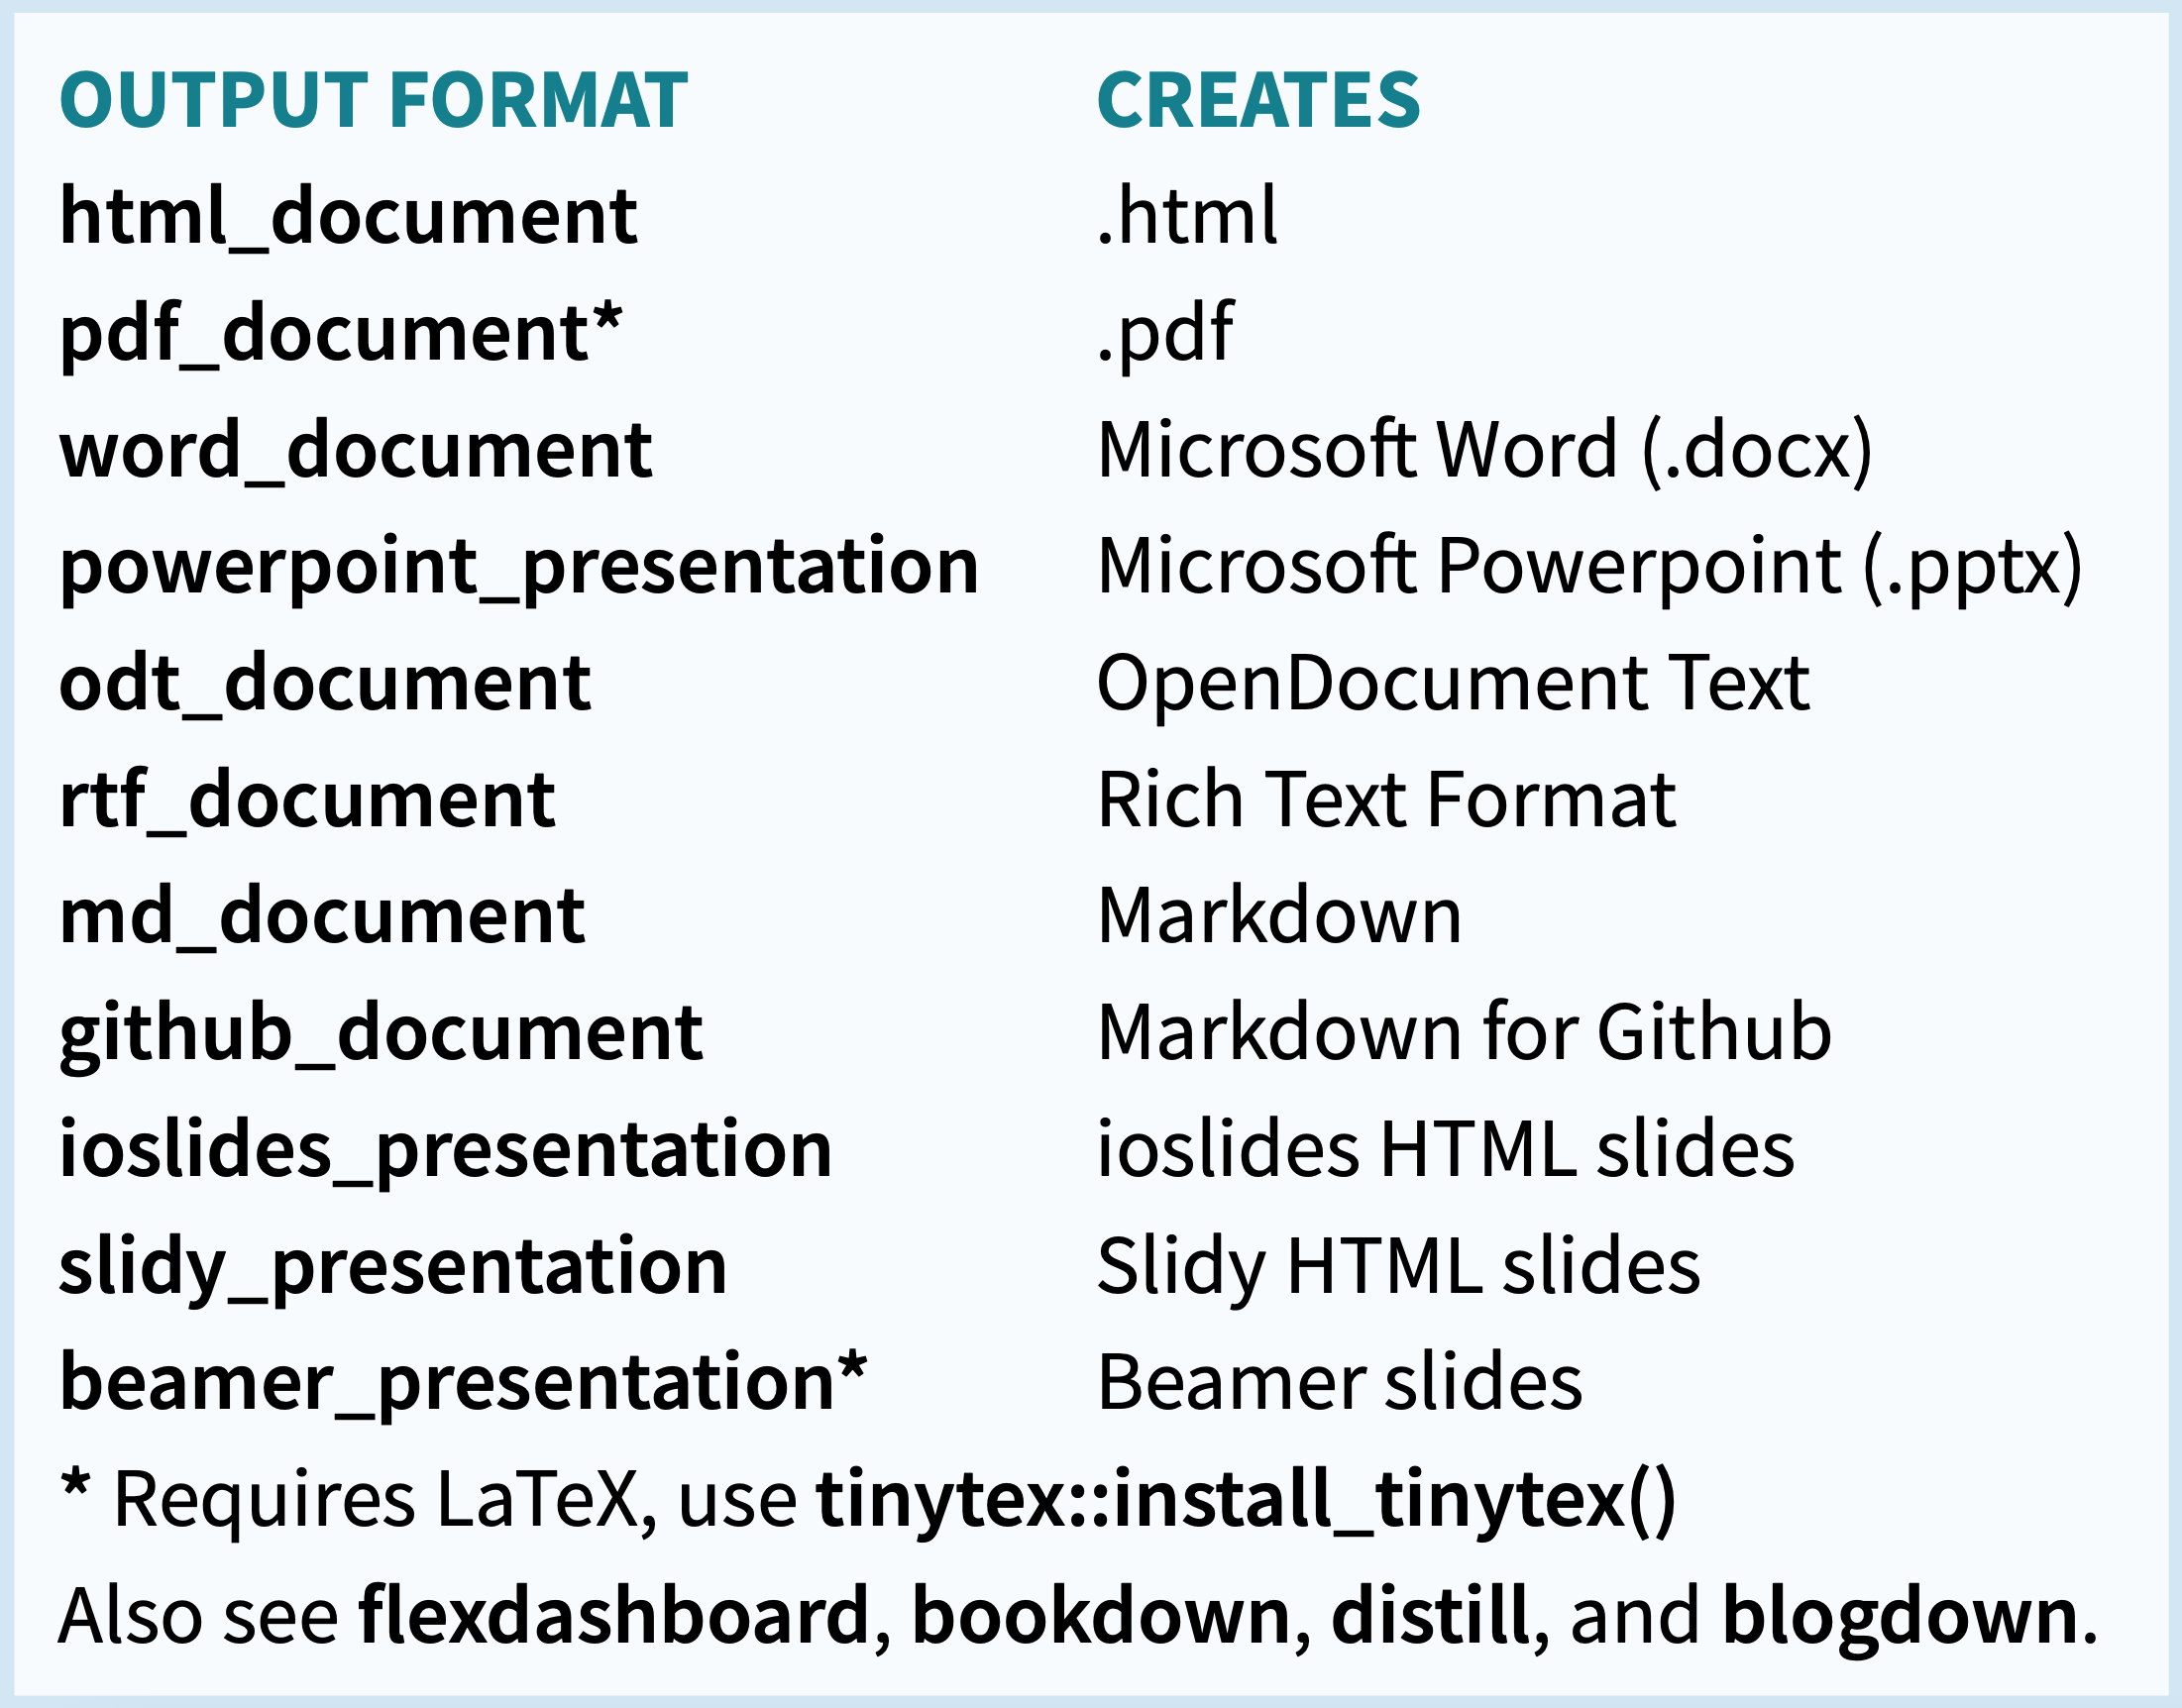 OUTPUT FORMAT CREATES
html_document .html
pdf_document* .pdf
word_document Microsoft Word (.docx)
powerpoint_presentation Microsoft Powerpoint (.pptx)
odt_document OpenDocument Text
rtf_document Rich Text Format
md_document Markdown
github_document Markdown for Github
ioslides_presentation ioslides HTML slides
slidy_presentation Slidy HTML slides
beamer_presentation* Beamer slides
* Requires LaTeX, use tinytex::install_tinytex()
Also see flexdashboard, bookdown, distill, and blogdown.